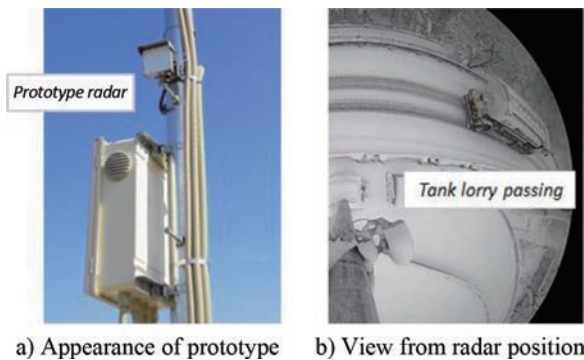 Prototype radar
Tank lorry passing
a) Appearance of prototype
b) View from radar position